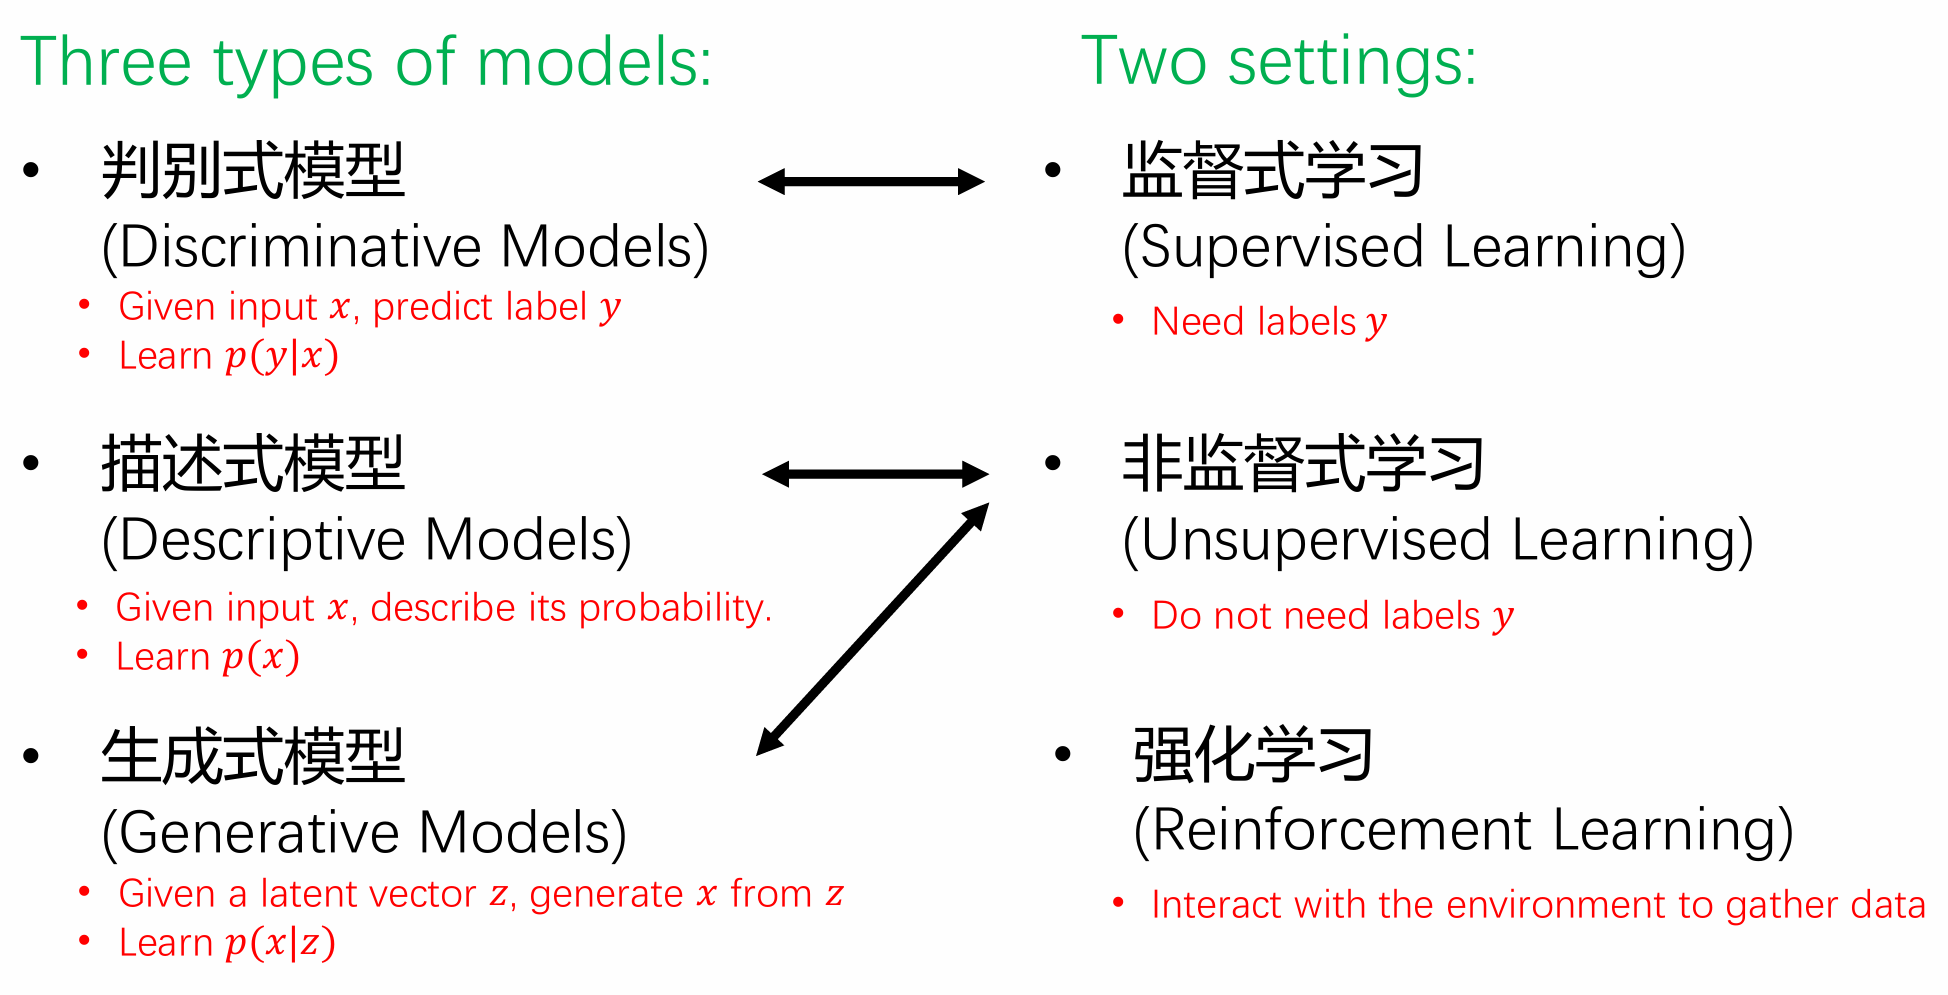 Three types of models:
• 判别式模型
(Discriminative Models)
• Given input x, predict label y
• Learn p(y|x)
• 描述式模型
(Descriptive Models)
• Given input x, describe its probability.
• Learn p(x)
• 生成式模型
(Generative Models)
• Given a latent vector z, generate x from z
• Learn p(x|z)
Two settings:
• 监督式学习
(Supervised Learning)
• Need labels y
• 非监督式学习
(Unsupervised Learning)
• Do not need labels y
• 强化学习
(Reinforcement Learning)
• Interact with the environment to gather data